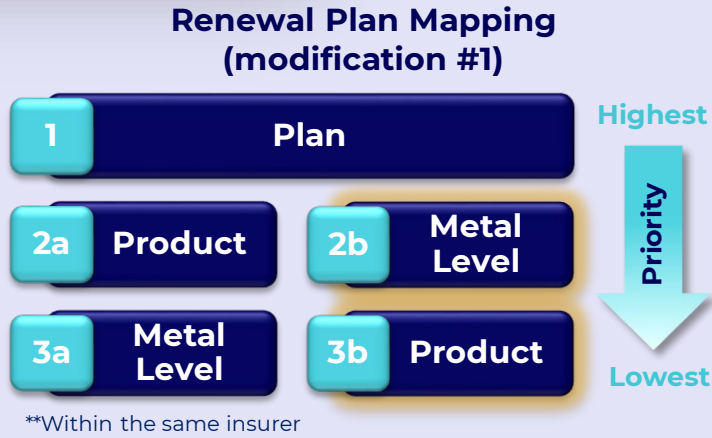 Renewal Plan Mapping
(modification #1)
1 Plan
Highest
2a Product
2b Metal
Level
Priority
3a Metal
Level
3b Product
Lowest
**Within the same insurer